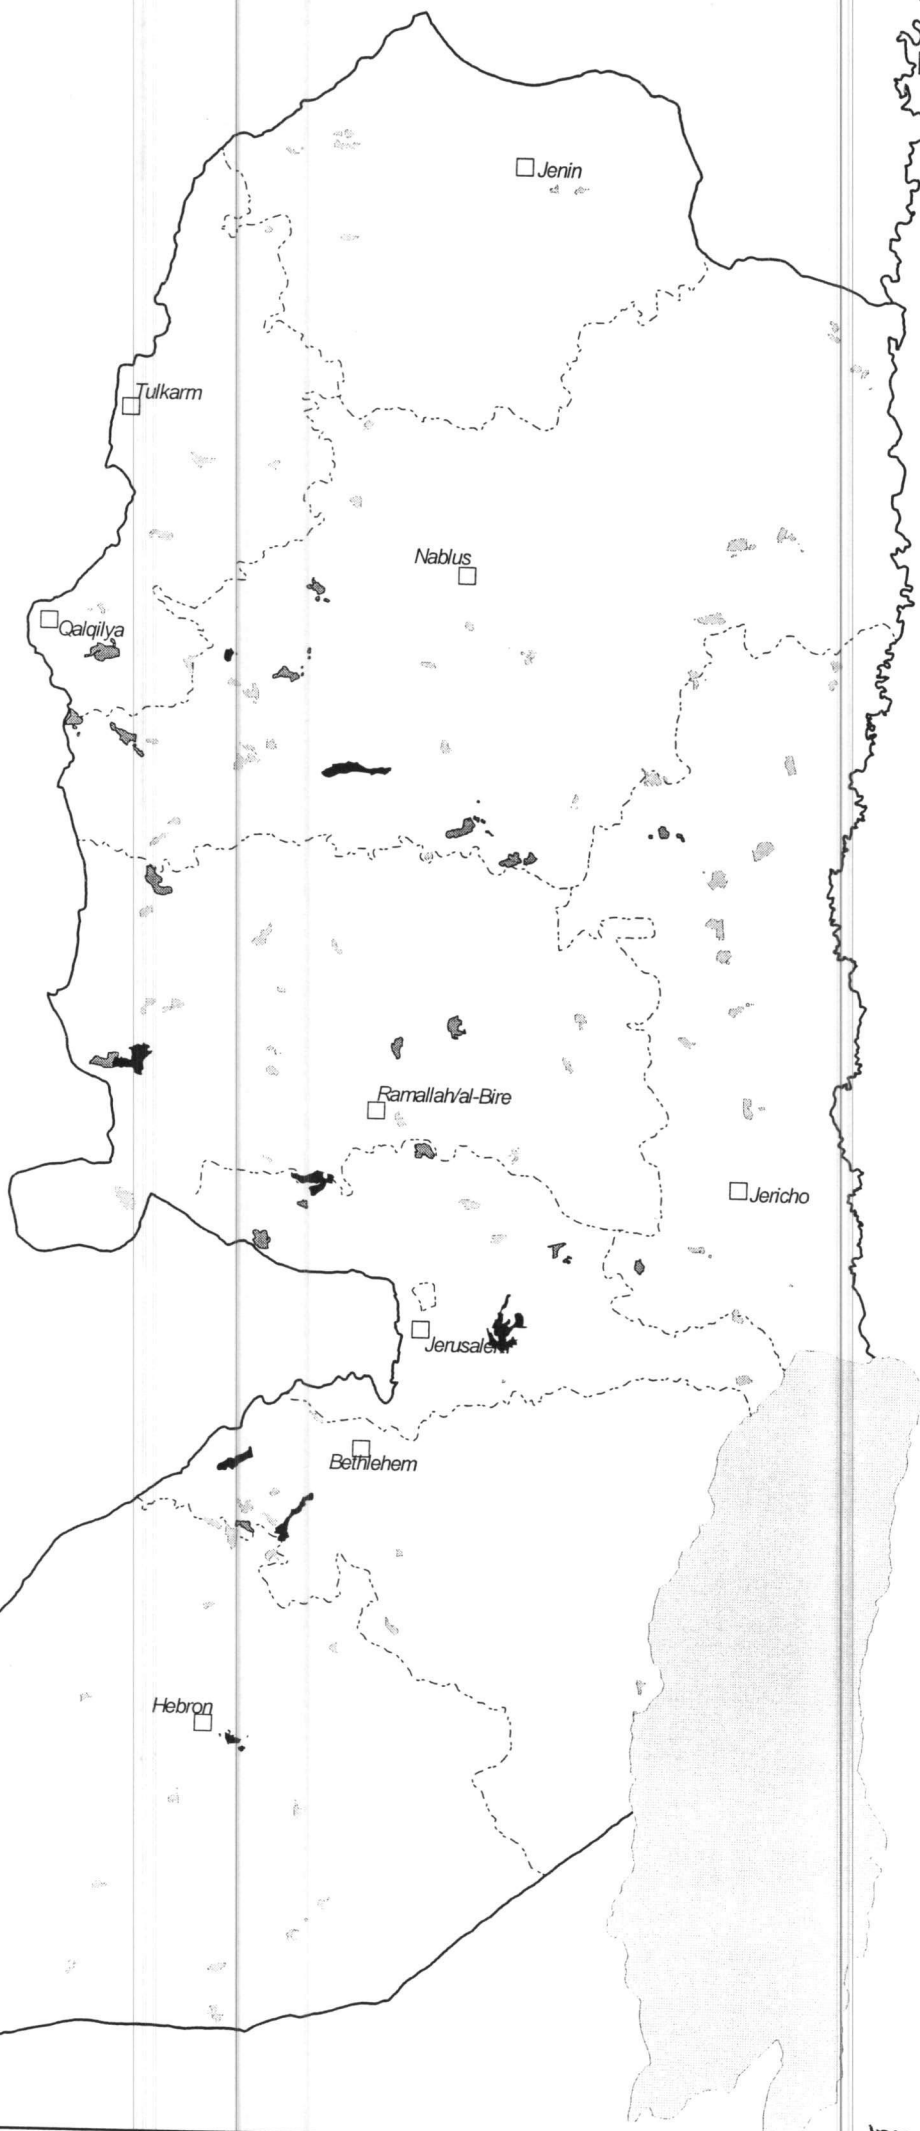 Jenin
Tulkarm
Nablus
Qalqilya
Ramallah/al-Bire
Jericho
Jerusalem
Bethlehem
Hebron